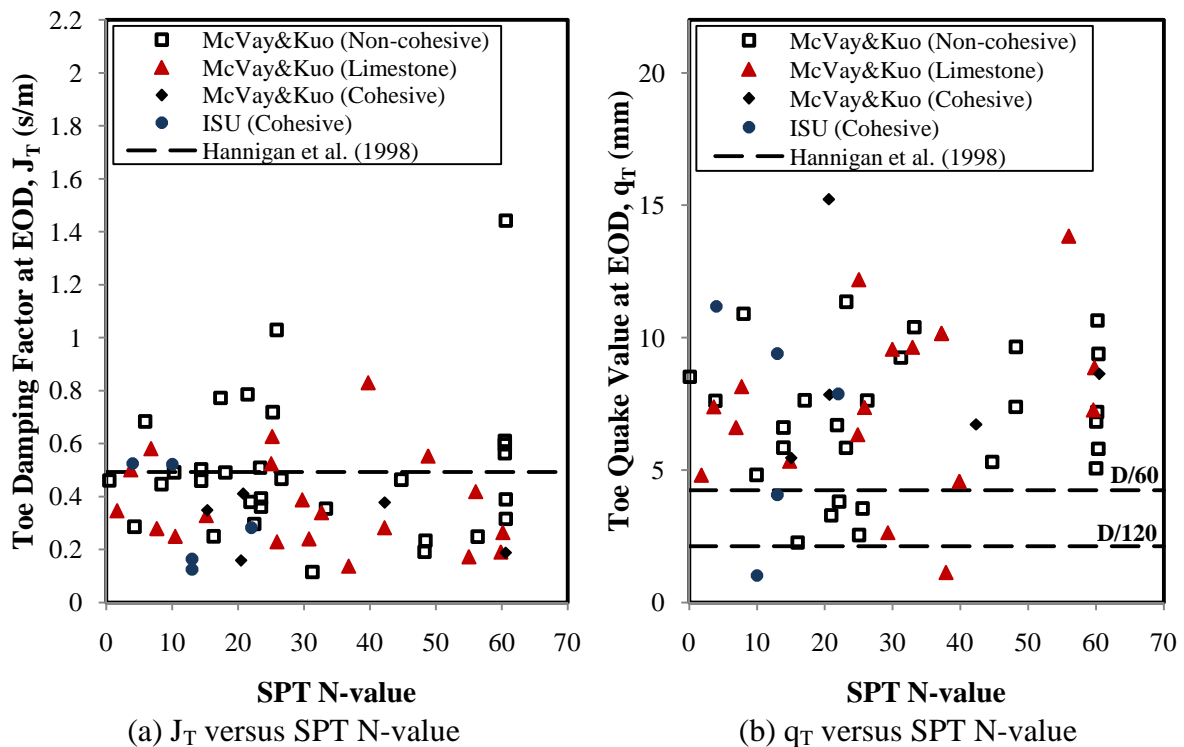 Toe Damping Factor at EOD, J_T (s/m)
2.2
2
1.8
1.6
1.4
1.2
1
0.8
0.6
0.4
0.2
0
McVay&Kuo (Non-cohesive)
McVay&Kuo (Limestone)
McVay&Kuo (Cohesive)
ISU (Cohesive)
Hannigan et al. (1998)
0 10 20 30 40 50 60 70
SPT N-value
(a) J_T versus SPT N-value
Toe Quake Value at EOD, q_T (mm)
20
15
10
5
0
McVay&Kuo (Non-cohesive)
McVay&Kuo (Limestone)
McVay&Kuo (Cohesive)
ISU (Cohesive)
Hannigan et al. (1998)
D/60
D/120
0 10 20 30 40 50 60 70
SPT N-value
(b) q_T versus SPT N-value